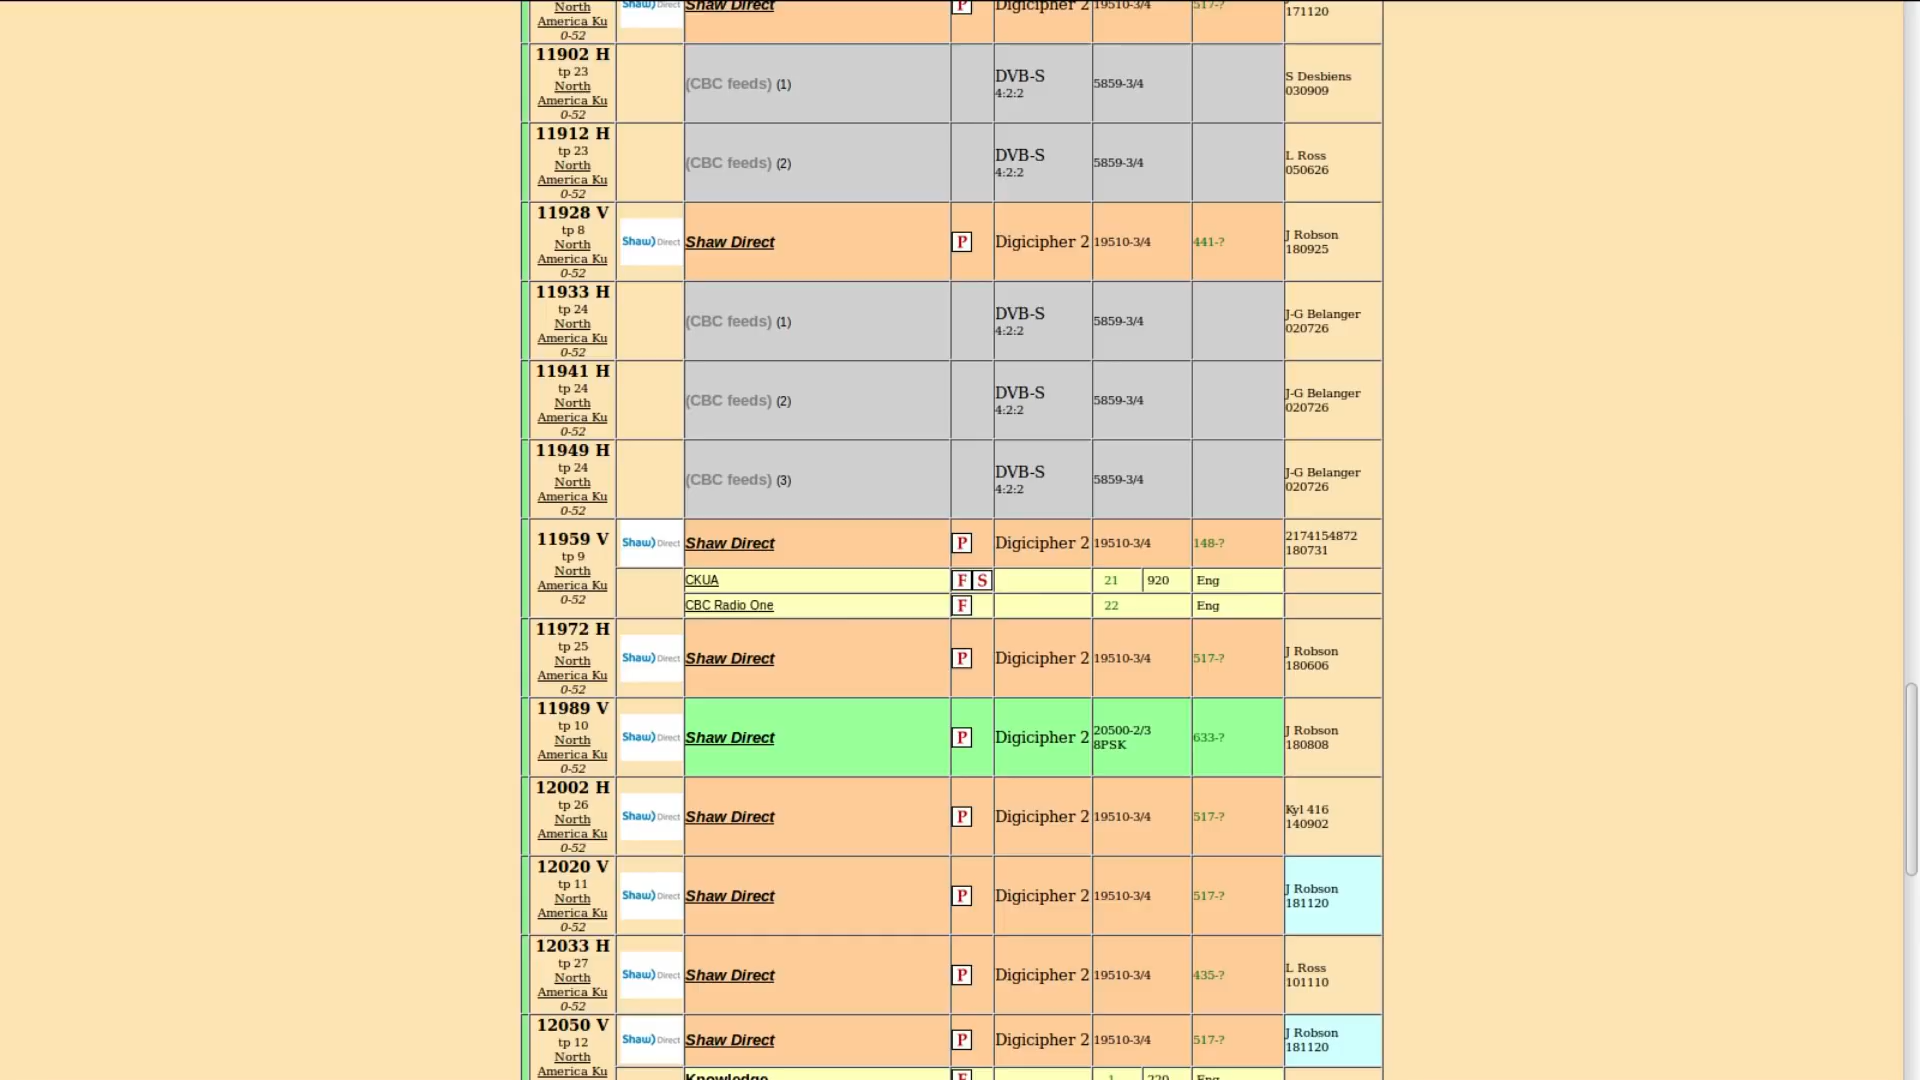 North
America Ku
0-52
Shaw) Direct
Shaw Direct
P
Digicipher 2
19510-3/4
517-?
171120
11902 H
tp 23
North
America Ku
0-52
(CBC feeds) (1)
DVB-S
4:2:2
5859-3/4
S Desbiens
030909
11912 H
tp 23
North
America Ku
0-52
(CBC feeds) (2)
DVB-S
4:2:2
5859-3/4
L Ross
050626
11928 V
tp 8
North
America Ku
0-52
Shaw) Direct
Shaw Direct
P
Digicipher 2
19510-3/4
441-?
J Robson
180925
11933 H
tp 24
North
America Ku
0-52
(CBC feeds) (1)
DVB-S
4:2:2
5859-3/4
J-G Belanger
020726
11941 H
tp 24
North
America Ku
0-52
(CBC feeds) (2)
DVB-S
4:2:2
5859-3/4
J-G Belanger
020726
11949 H
tp 24
North
America Ku
0-52
(CBC feeds) (3)
DVB-S
4:2:2
5859-3/4
J-G Belanger
020726
11959 V
tp 9
North
America Ku
0-52
Shaw) Direct
Shaw Direct
P
Digicipher 2
19510-3/4
148-?
2174154872
180731
CKUA
F S
21
920
Eng
CBC Radio One
F
22
Eng
11972 H
tp 25
North
America Ku
0-52
Shaw) Direct
Shaw Direct
P
Digicipher 2
19510-3/4
517-?
J Robson
180606
11989 V
tp 10
North
America Ku
0-52
Shaw) Direct
Shaw Direct
P
Digicipher 2
20500-2/3
8PSK
633-?
J Robson
180808
12002 H
tp 26
North
America Ku
0-52
Shaw) Direct
Shaw Direct
P
Digicipher 2
19510-3/4
517-?
Kyl 416
140902
12020 V
tp 11
North
America Ku
0-52
Shaw) Direct
Shaw Direct
P
Digicipher 2
19510-3/4
517-?
J Robson
181120
12033 H
tp 27
North
America Ku
0-52
Shaw) Direct
Shaw Direct
P
Digicipher 2
19510-3/4
435-?
L Ross
101110
12050 V
tp 12
North
America Ku
Shaw) Direct
Shaw Direct
P
Digicipher 2
19510-3/4
517-?
J Robson
181120
Knowledge
F
1
220
Eng